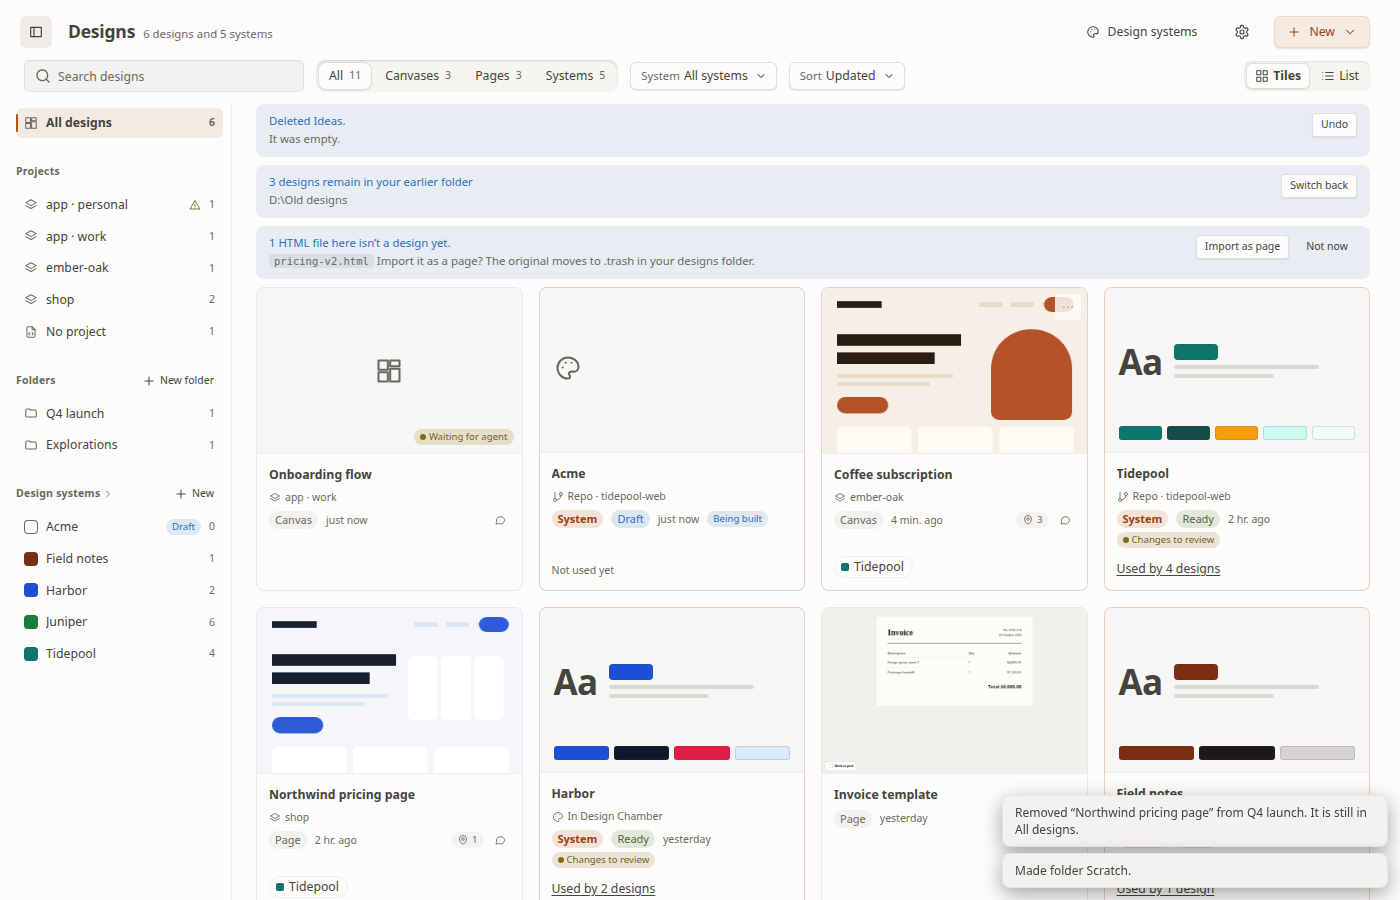 Designs 6 designs and 5 systems
Design systems
New
Search designs
All 11
Canvases 3
Pages 3
Systems 5
System All systems
Sort Updated
Tiles
List
All designs 6
Projects
app · personal 1
app · work 1
ember-oak 1
shop 2
No project 1
Folders
New folder
Q4 launch 1
Explorations 1
Design systems
New
Acme Draft 0
Field notes 1
Harbor 2
Juniper 6
Tidepool 4
Deleted Ideas.
It was empty.
Undo
3 designs remain in your earlier folder
D:\Old designs
Switch back
1 HTML file here isn’t a design yet.
pricing-v2.html Import it as a page? The original moves to .trash in your designs folder.
Import as page
Not now
Waiting for agent
Onboarding flow
app · work
Canvas just now
Acme
Repo · tidepool-web
System Draft just now Being built
Not used yet
Coffee subscription
ember-oak
Canvas 4 min. ago 3
Tidepool
Aa
Tidepool
Repo · tidepool-web
System Ready 2 hr. ago
Changes to review
Used by 4 designs
Northwind pricing page
shop
Page 2 hr. ago 1
Tidepool
Aa
Harbor
In Design Chamber
System Ready yesterday
Changes to review
Used by 2 designs
Invoice
Invoice template
Page yesterday
Aa
Field notes
Used by 1 design
Removed “Northwind pricing page” from Q4 launch. It is still in
All designs.
Made folder Scratch.